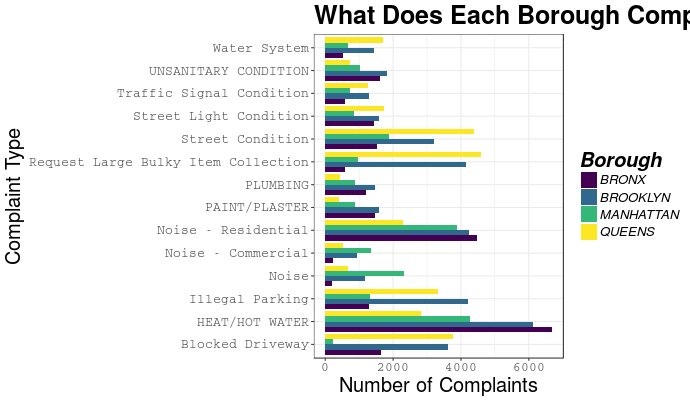 What Does Each Borough Comp
Complaint Type
Water System
UNSANITARY CONDITION
Traffic Signal Condition
Street Light Condition
Street Condition
Request Large Bulky Item Collection
PLUMBING
PAINT/PLASTER
Noise - Residential
Noise - Commercial
Noise
Illegal Parking
HEAT/HOT WATER
Blocked Driveway
0 2000 4000 6000
Number of Complaints
Borough
BRONX
BROOKLYN
MANHATTAN
QUEENS